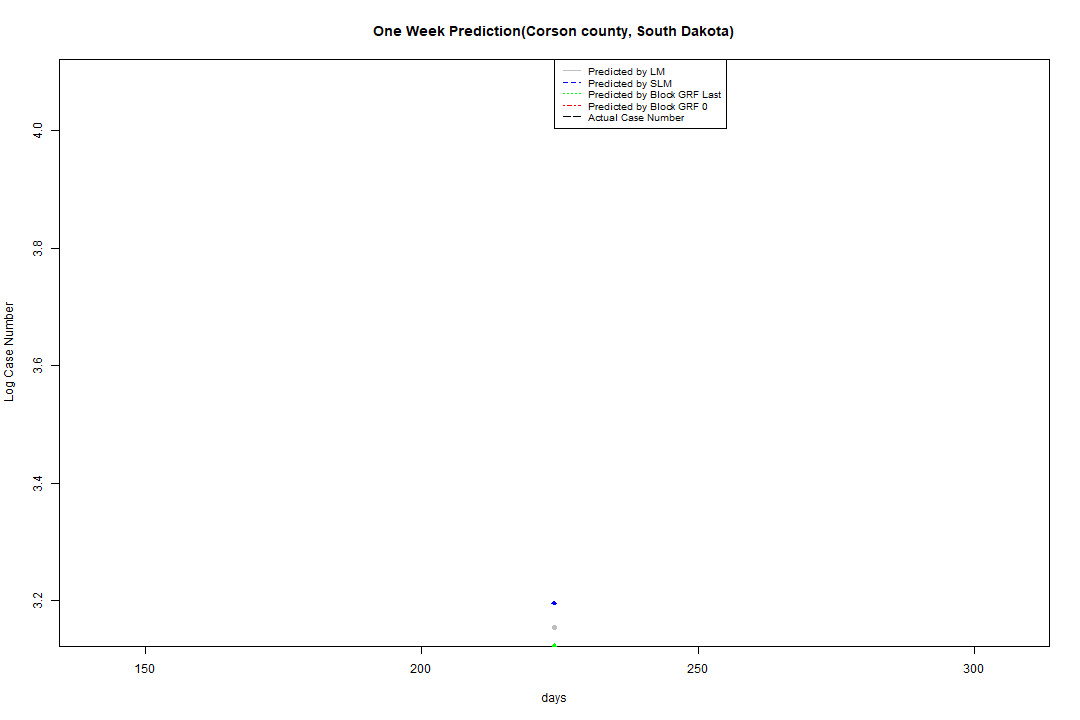 One Week Prediction(Corson county, South Dakota)
Predicted by LM
Predicted by SLM
Predicted by Block GRF Last
Predicted by Block GRF 0
Actual Case Number
Log Case Number
4.0
3.8
3.6
3.4
3.2
150
200
250
300
days